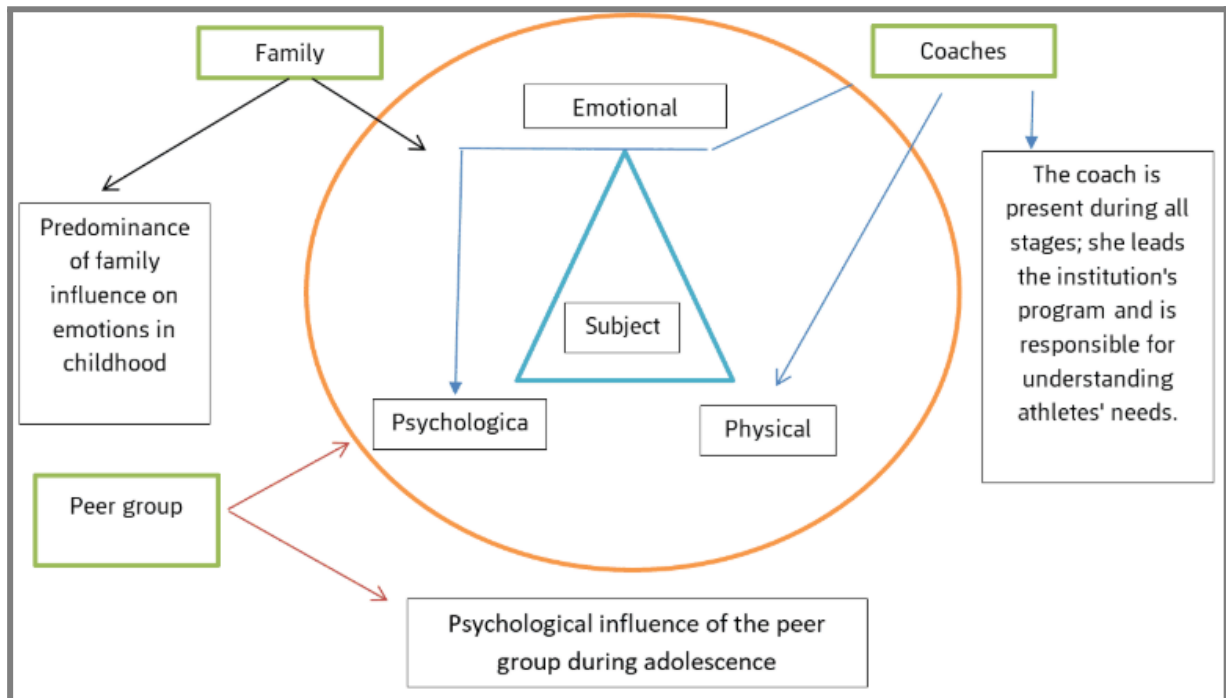 Family
Coaches
Emotional
Predominance
of family
influence on
emotions in
childhood
The coach is
present during all
stages; she leads
the institution's
program and is
responsible for
understanding
athletes' needs.
Subject
Psychologica
Physical
Peer group
Psychological influence of the peer
group during adolescence